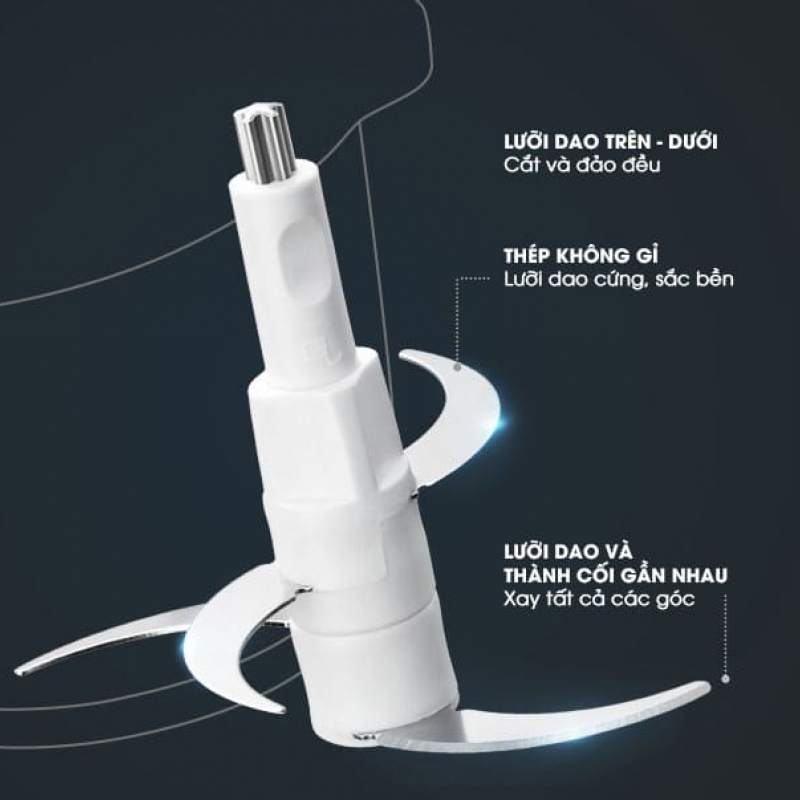 LƯỠI DAO TRÊN - DƯỚI
Cắt và đảo đều
THÉP KHÔNG GỈ
Lưỡi dao cứng, sắc bền
LƯỠI DAO VÀ
THÀNH CỐI GẦN NHAU
Xay tất cả các góc